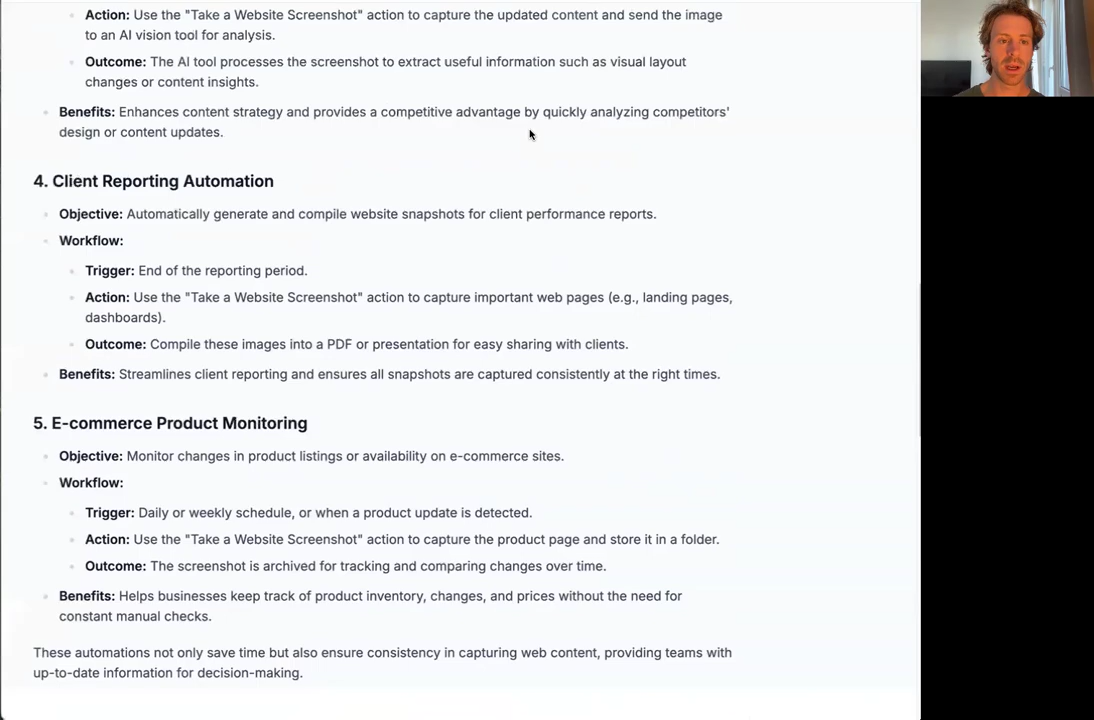 Action: Use the "Take a Website Screenshot" action to capture the updated content and send the image
to an AI vision tool for analysis.
Outcome: The AI tool processes the screenshot to extract useful information such as visual layout
changes or content insights.
Benefits: Enhances content strategy and provides a competitive advantage by quickly analyzing competitors'
design or content updates.
4. Client Reporting Automation
Objective: Automatically generate and compile website snapshots for client performance reports.
Workflow:
Trigger: End of the reporting period.
Action: Use the "Take a Website Screenshot" action to capture important web pages (e.g., landing pages,
dashboards).
Outcome: Compile these images into a PDF or presentation for easy sharing with clients.
Benefits: Streamlines client reporting and ensures all snapshots are captured consistently at the right times.
5. E-commerce Product Monitoring
Objective: Monitor changes in product listings or availability on e-commerce sites.
Workflow:
Trigger: Daily or weekly schedule, or when a product update is detected.
Action: Use the "Take a Website Screenshot" action to capture the product page and store it in a folder.
Outcome: The screenshot is archived for tracking and comparing changes over time.
Benefits: Helps businesses keep track of product inventory, changes, and prices without the need for
constant manual checks.
These automations not only save time but also ensure consistency in capturing web content, providing teams with
up-to-date information for decision-making.